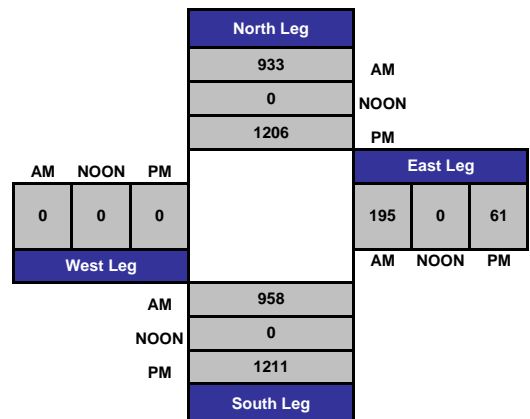 North Leg
933 AM
0 NOON
1206 PM
AM NOON PM
East Leg
0 0 0
195 0 61
West Leg
AM NOON PM
AM 958
NOON 0
PM 1211
South Leg